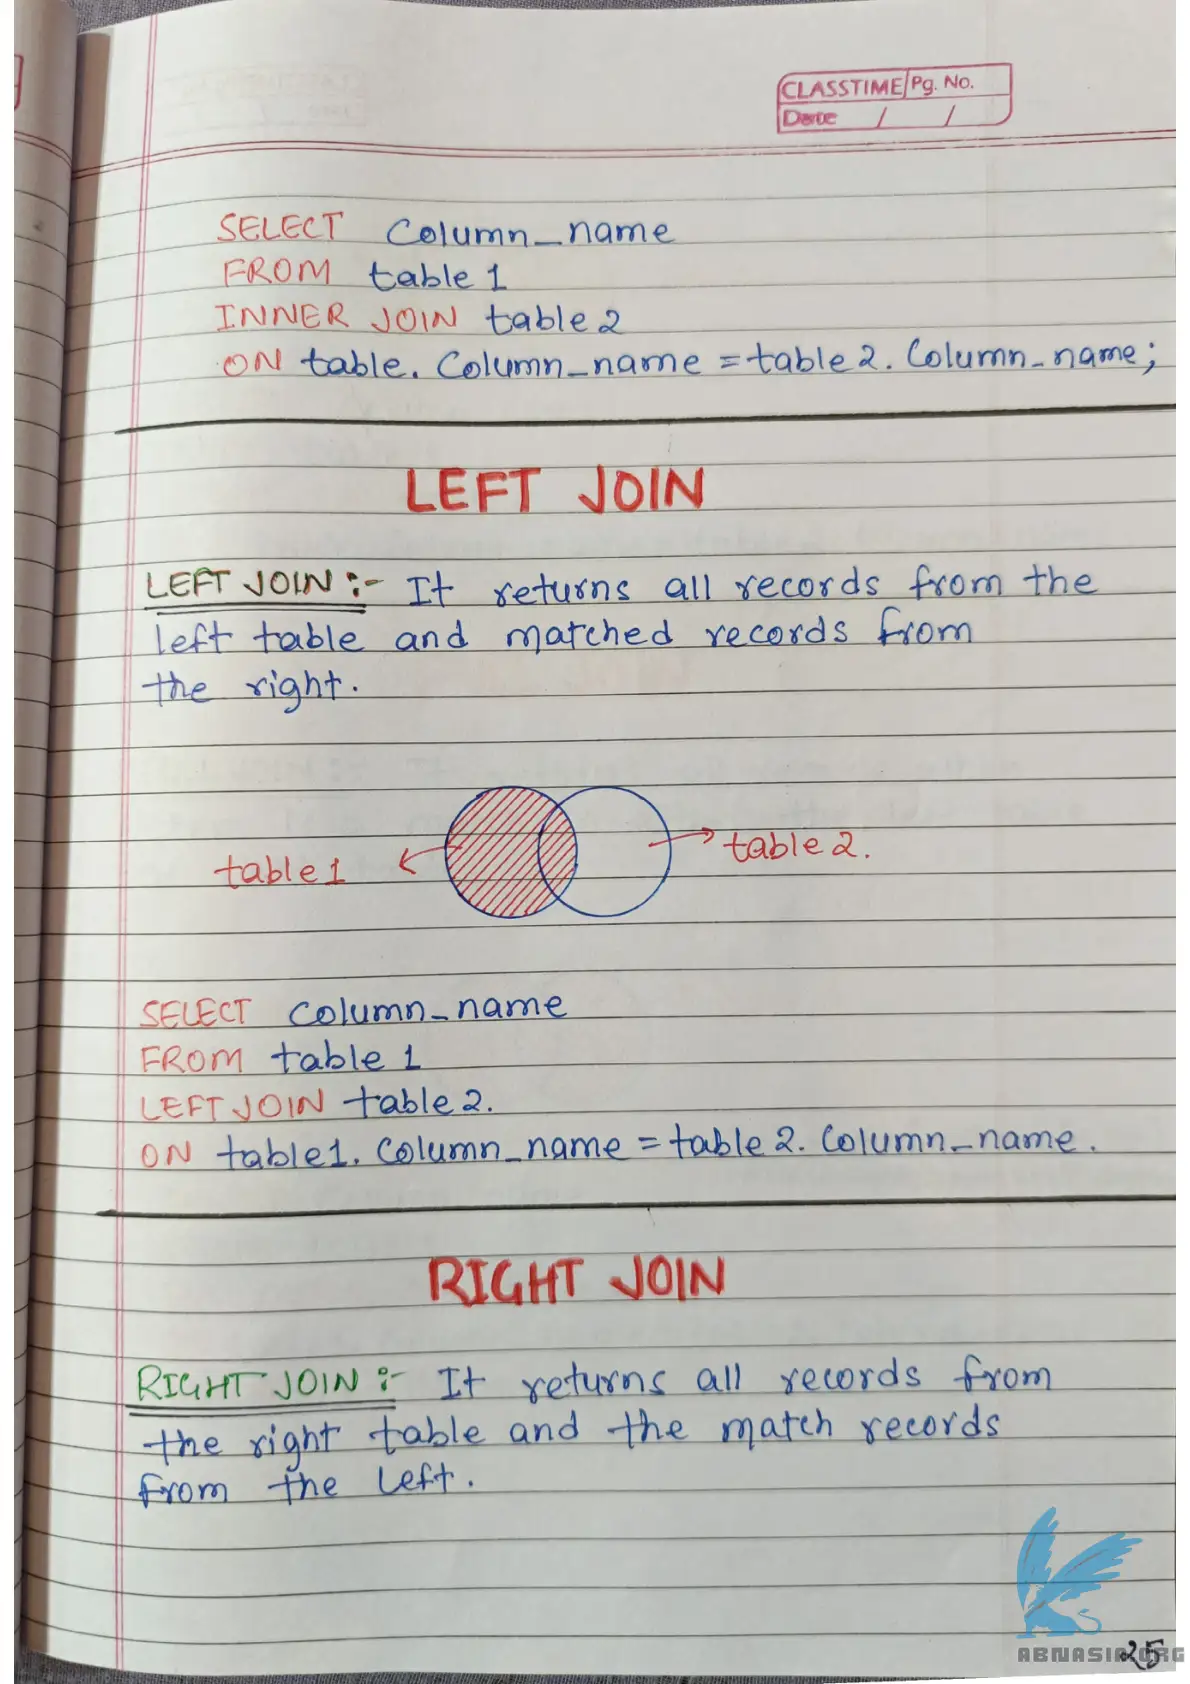 CLASSTIME Pg. No.
Date / /
SELECT Column_name
FROM table 1
INNER JOIN table 2
ON table. Column_name = table 2. Column_name;
LEFT JOIN
LEFT JOIN :- It returns all records from the
left table and matched records from
the right.
table 1
table 2.
SELECT Column_name
FROM table 1
LEFT JOIN table 2.
ON table1. Column_name = table 2. Column_name.
RIGHT JOIN
RIGHT JOIN :- It returns all records from
the right table and the match records
from the left.
ABNASIA.ORG
25